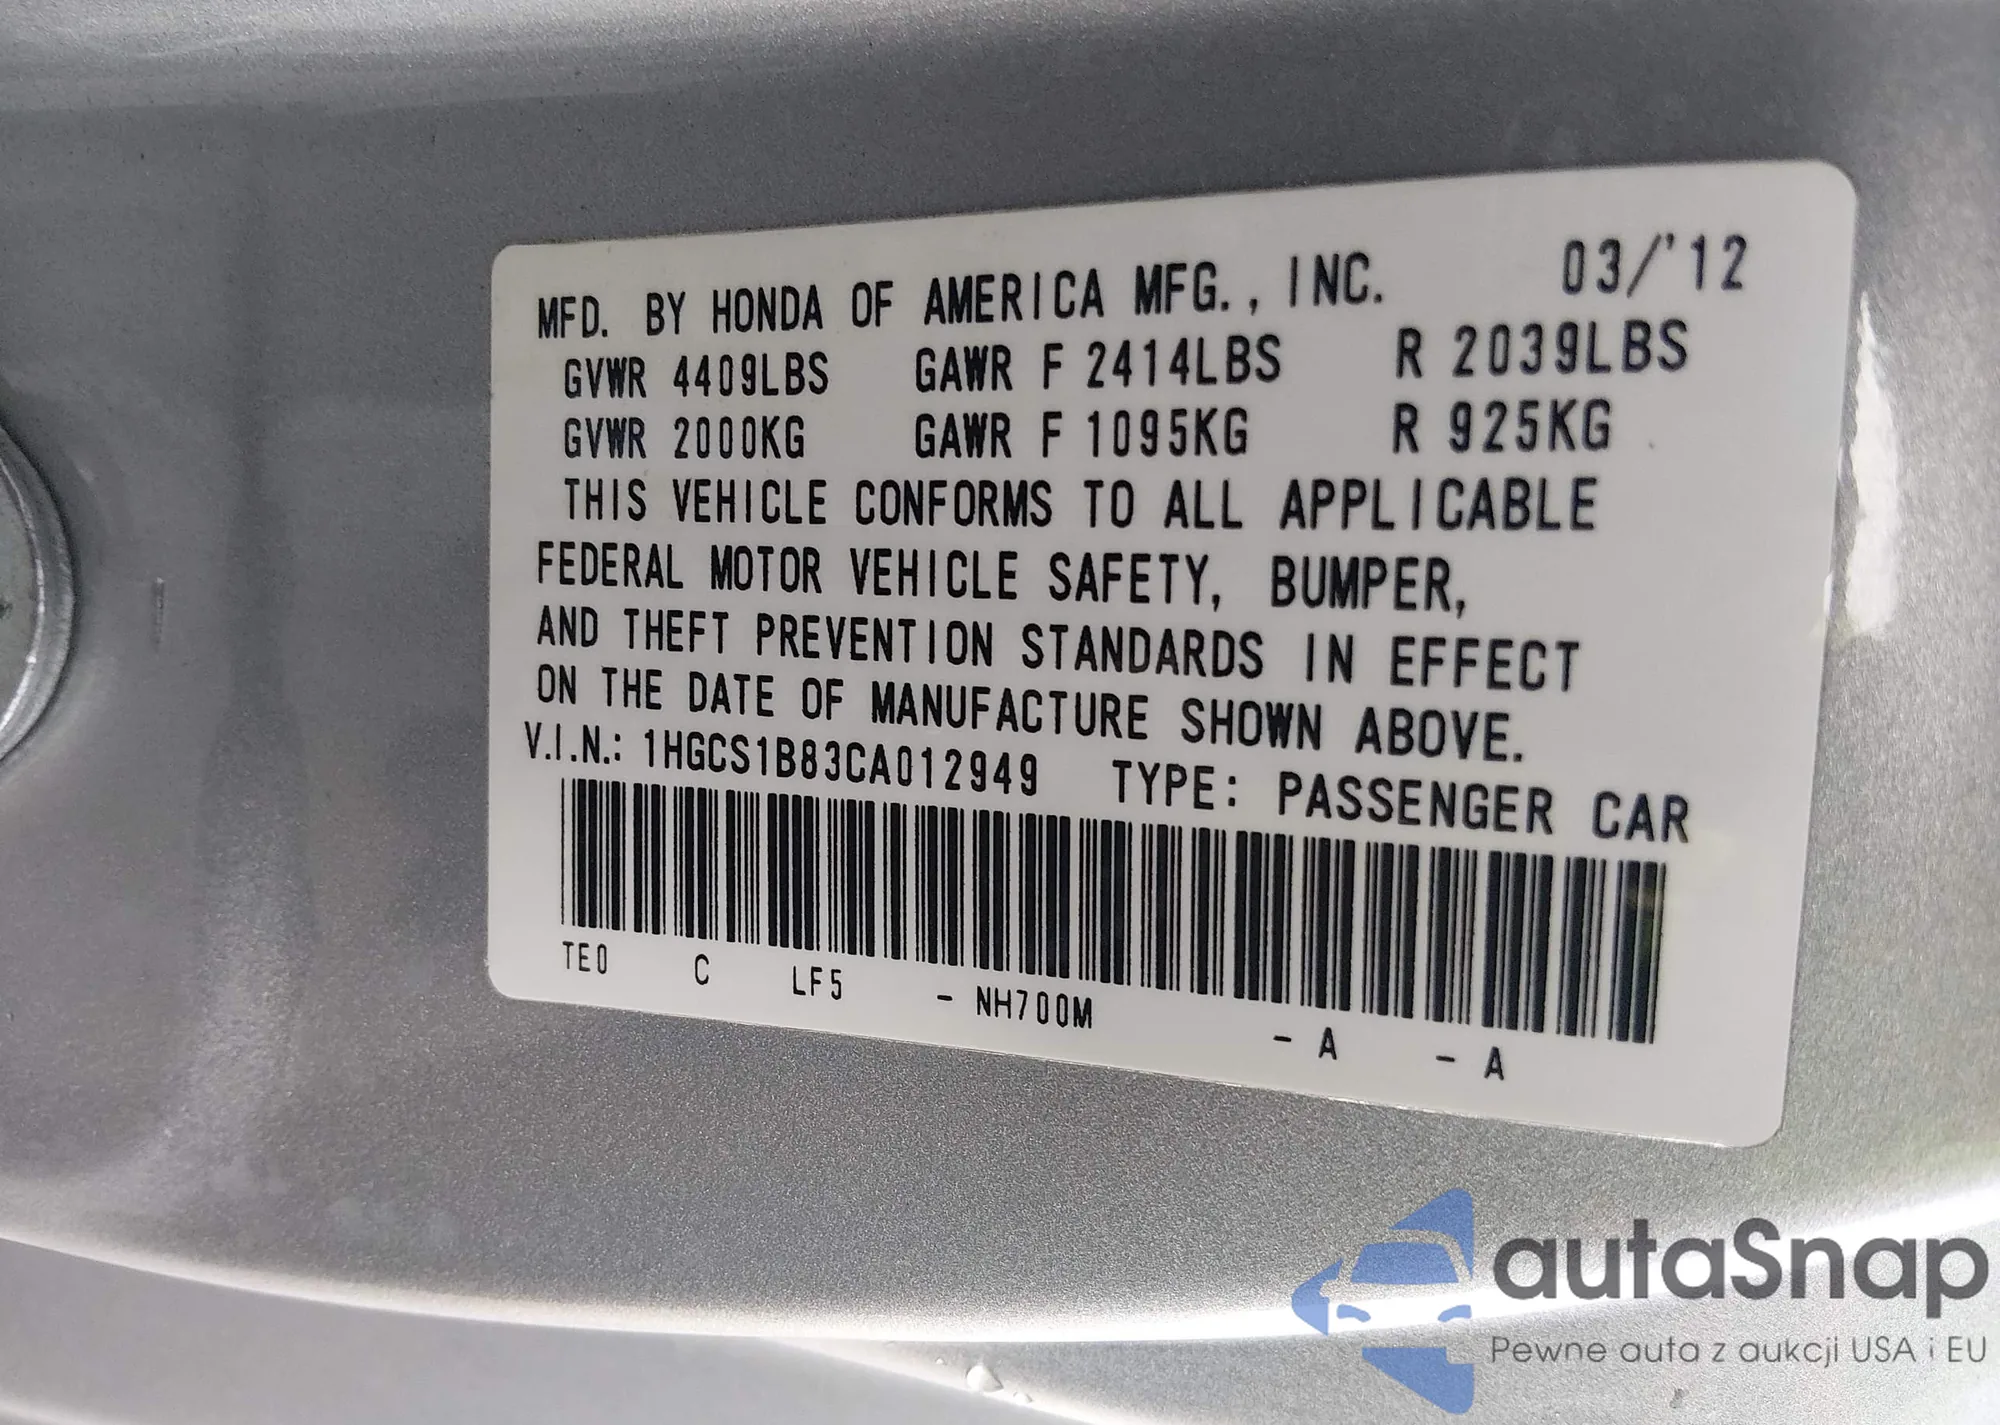 MFD. BY HONDA OF AMERICA MFG., INC. 03/'12
GVWR 4409LBS GAWR F 2414LBS R 2039LBS
GVWR 2000KG GAWR F 1095KG R 925KG
THIS VEHICLE CONFORMS TO ALL APPLICABLE
FEDERAL MOTOR VEHICLE SAFETY, BUMPER,
AND THEFT PREVENTION STANDARDS IN EFFECT
ON THE DATE OF MANUFACTURE SHOWN ABOVE.
V.I.N.: 1HGCS1B83CA012949 TYPE: PASSENGER CAR
TE0 C LF5 - NH700M - A - A
autaSnap
Pewne auta z aukcji USA i EU